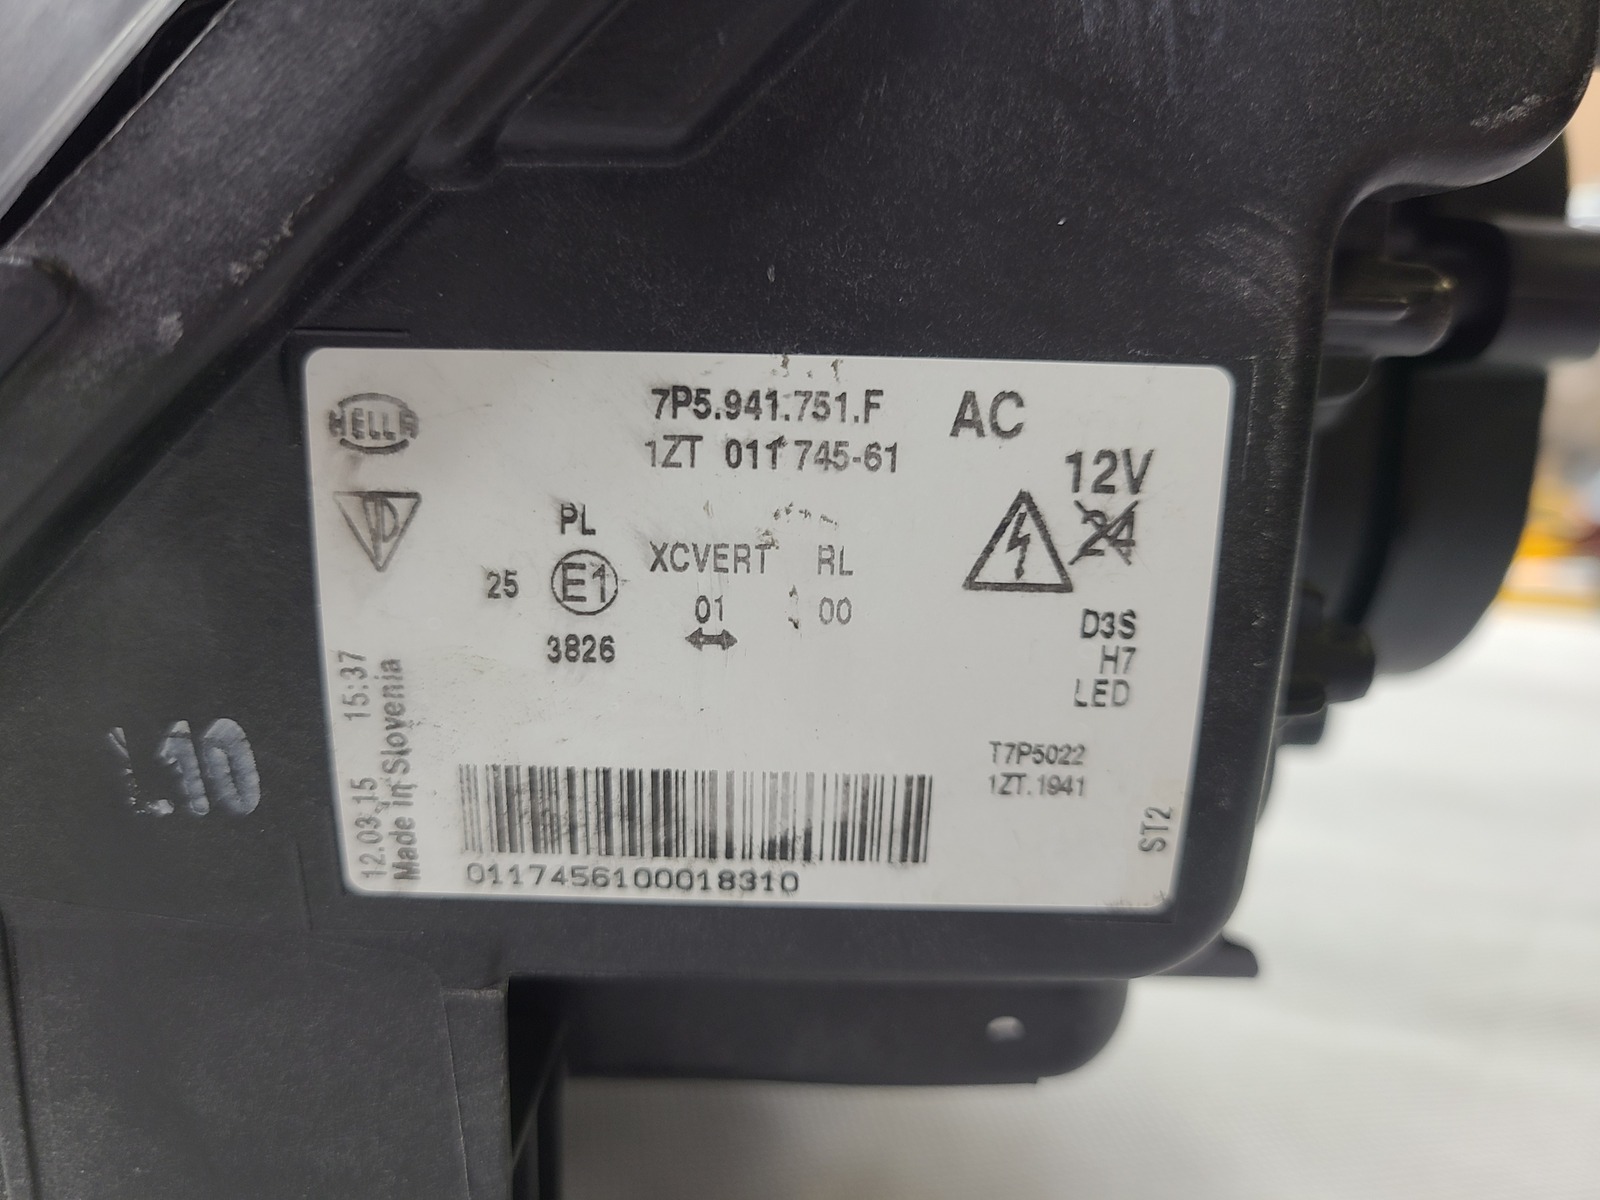 HELLA
7P5.941.751.F
AC
1ZT 011 745-61
12V
24
PL
25
E1
XCVERT RL
01 00
3826
D3S
H7
LED
12.03.15 15:37
Made in Slovenia
T7P5022
1ZT.1941
ST2
0117456100018310
L10